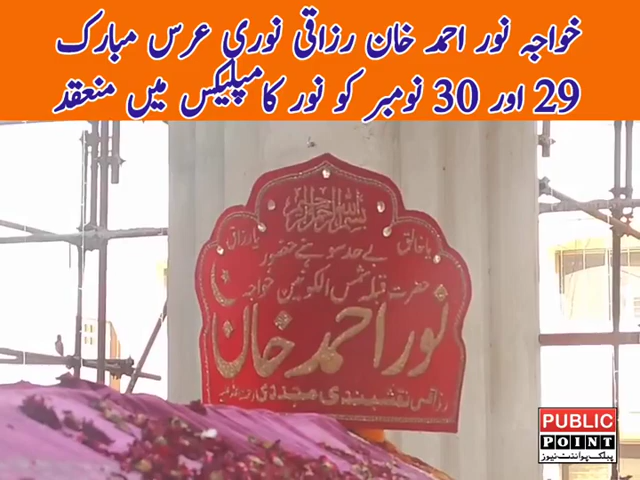 خواجہ نور احمد خان رزاقی نوری عرس مبارک
29 اور 30 نومبر کو نور کامپلیکس میں منعقد
بسم اللہ الرحمن الرحیم
یا خالق
یا رزاق
بے حد سوہنے حضور
حضرت قبلہ شمس الکونین خواجہ
نور احمد خان
رزاقی نقشبندی مجددی
PUBLIC
POINT
پبلک پوائنٹ نیوز